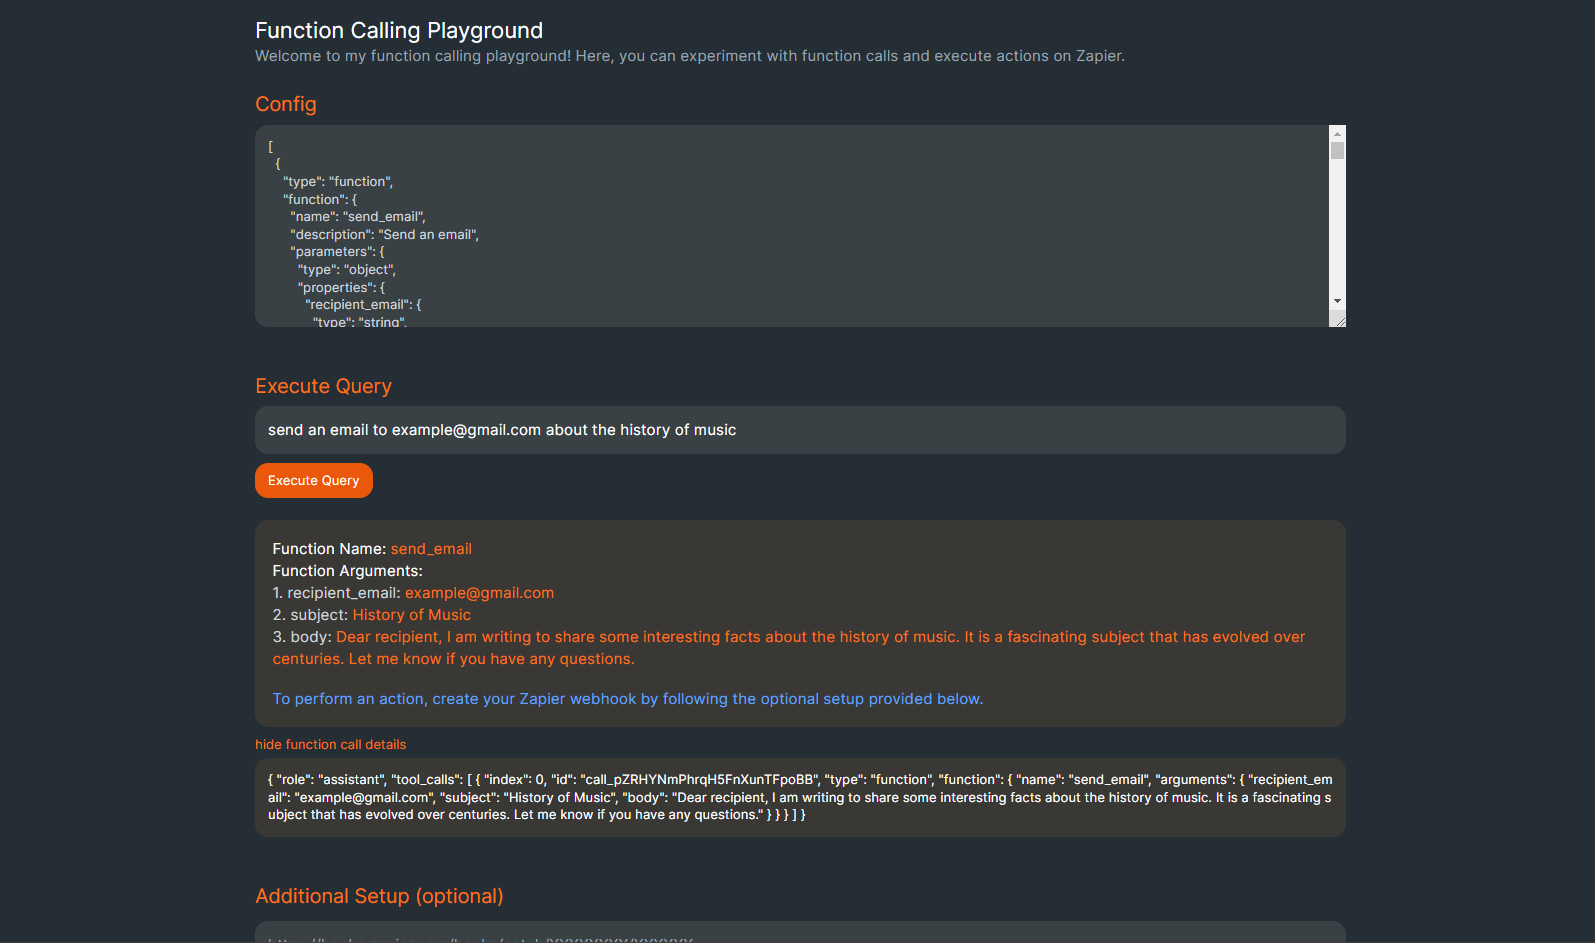 Function Calling Playground
Welcome to my function calling playground! Here, you can experiment with function calls and execute actions on Zapier.
Config
[
{
"type": "function",
"function": {
"name": "send_email",
"description": "Send an email",
"parameters": {
"type": "object",
"properties": {
"recipient_email": {
"type": "string",
Execute Query
send an email to example@gmail.com about the history of music
Execute Query
Function Name: send_email
Function Arguments:
1. recipient_email: example@gmail.com
2. subject: History of Music
3. body: Dear recipient, I am writing to share some interesting facts about the history of music. It is a fascinating subject that has evolved over
centuries. Let me know if you have any questions.
To perform an action, create your Zapier webhook by following the optional setup provided below.
hide function call details
{ "role": "assistant", "tool_calls": [ { "index": 0, "id": "call_pZRHYNmPhrqH5FnXunTFpoBB", "type": "function", "function": { "name": "send_email", "arguments": { "recipient_em
ail": "example@gmail.com", "subject": "History of Music", "body": "Dear recipient, I am writing to share some interesting facts about the history of music. It is a fascinating s
ubject that has evolved over centuries. Let me know if you have any questions." } } } ] }
Additional Setup (optional)